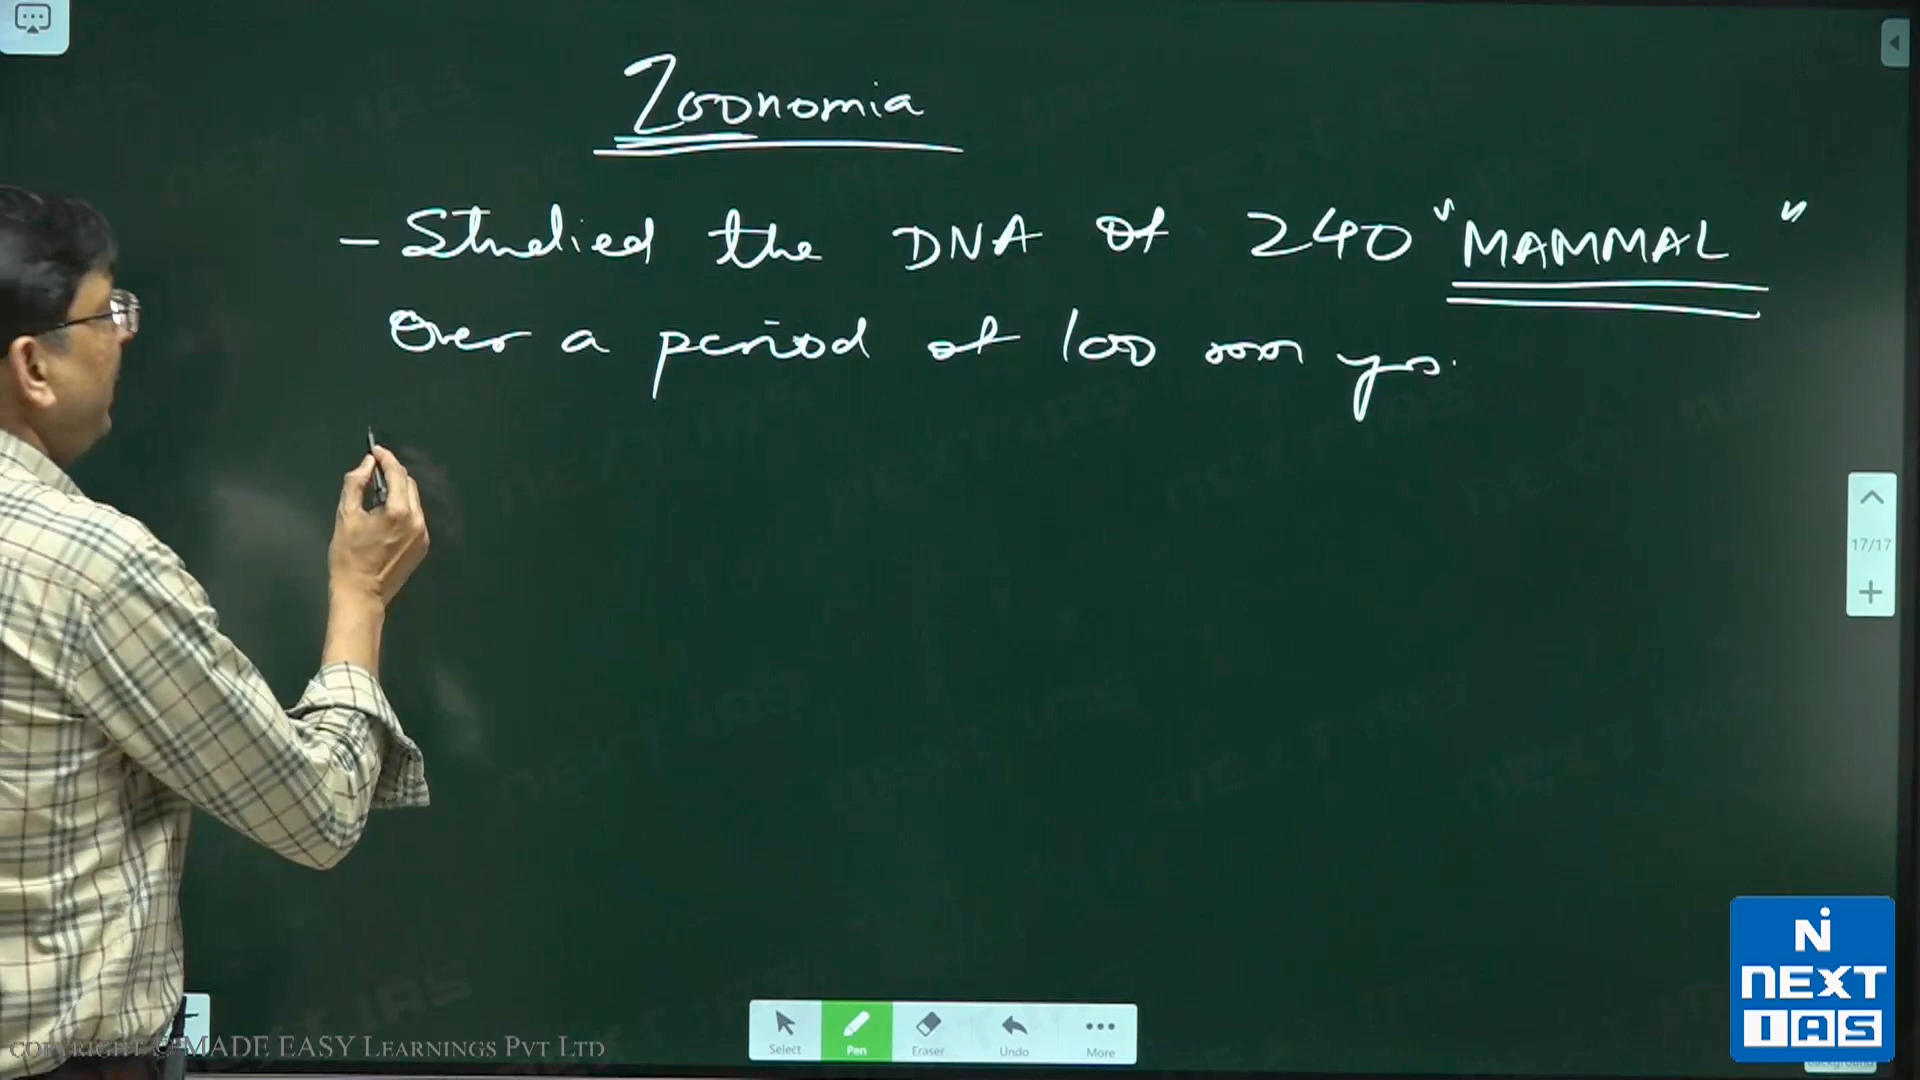 Zoonomia
- Studied the DNA of 240 "MAMMAL"
Over a period of 100 mn yrs.
17/17
Select Pen Eraser Undo More
N
NEXT
IAS
COPYRIGHT © MADE EASY LEARNINGS PVT LTD